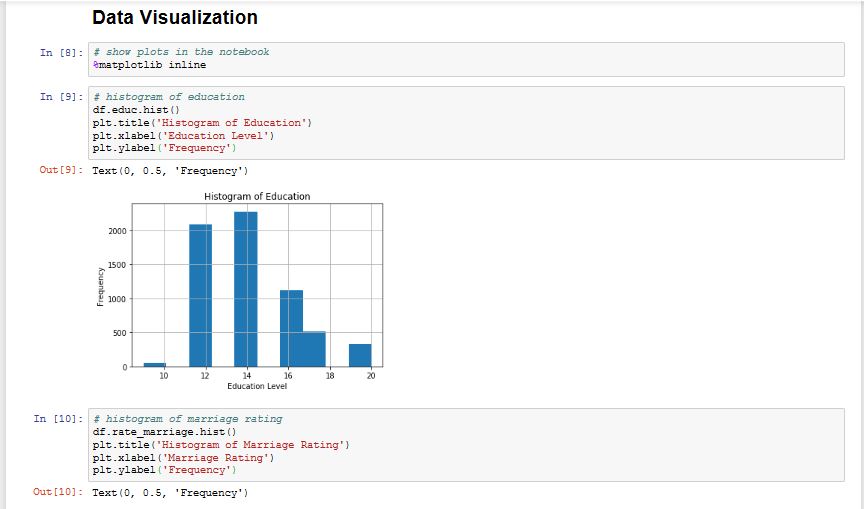 Data Visualization
In [8]: # show plots in the notebook
%matplotlib inline
In [9]: # histogram of education
df.educ.hist()
plt.title('Histogram of Education')
plt.xlabel('Education Level')
plt.ylabel('Frequency')
Out[9]: Text(0, 0.5, 'Frequency')
Histogram of Education
2000
1500
1000
500
0
Frequency
10 12 14 16 18 20
Education Level
In [10]: # histogram of marriage rating
df.rate_marriage.hist()
plt.title('Histogram of Marriage Rating')
plt.xlabel('Marriage Rating')
plt.ylabel('Frequency')
Out[10]: Text(0, 0.5, 'Frequency')